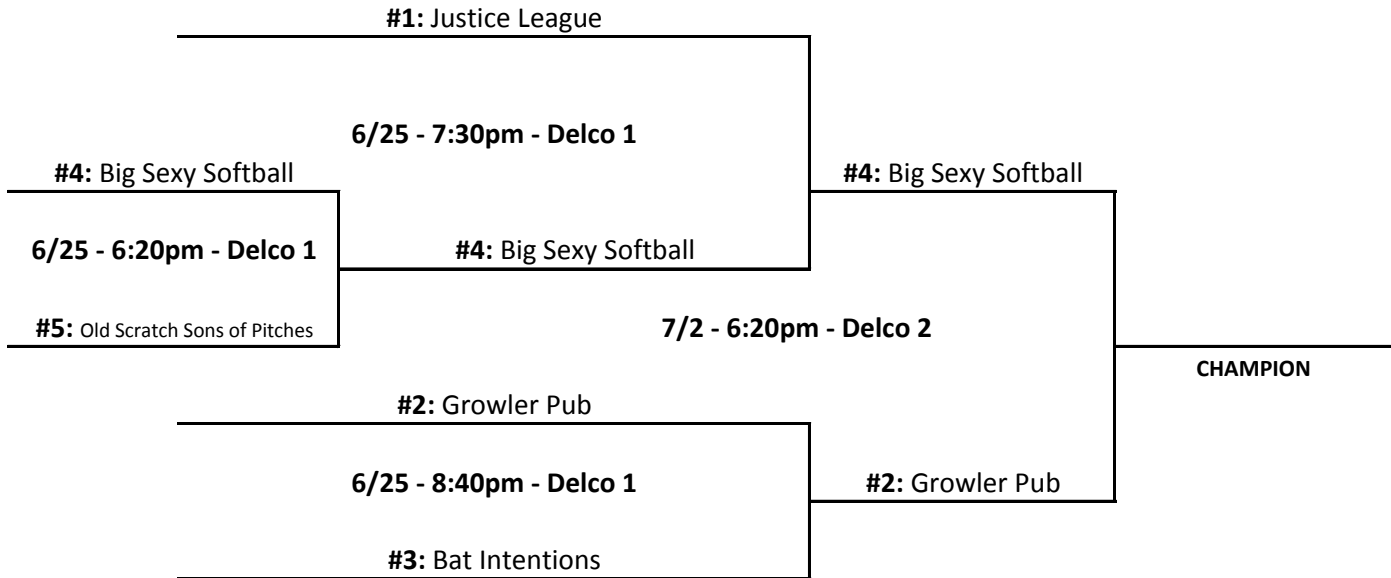 #1: Justice League
6/25 - 7:30pm - Delco 1
#4: Big Sexy Softball
#4: Big Sexy Softball
6/25 - 6:20pm - Delco 1
#4: Big Sexy Softball
#5: Old Scratch Sons of Pitches
7/2 - 6:20pm - Delco 2
CHAMPION
#2: Growler Pub
6/25 - 8:40pm - Delco 1
#2: Growler Pub
#3: Bat Intentions